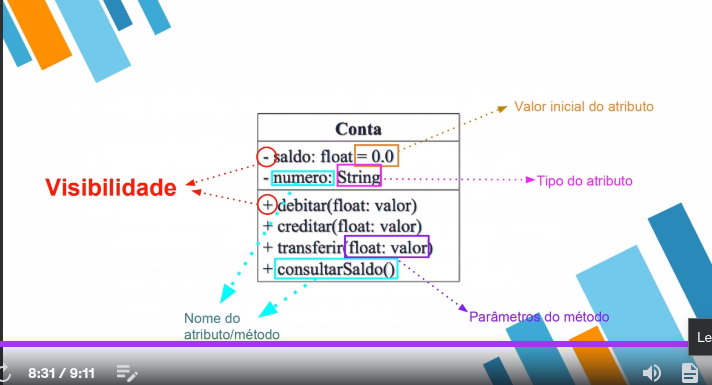 Valor inicial do atributo
Conta
- saldo: float = 0.0
- numero: String
Visibilidade
Tipo do atributo
+ debitar(float: valor)
+ creditar(float: valor)
+ transferir(float: valor)
+ consultarSaldo()
Nome do
atributo/método
Parâmetros do método
Le
8:31 / 9:11